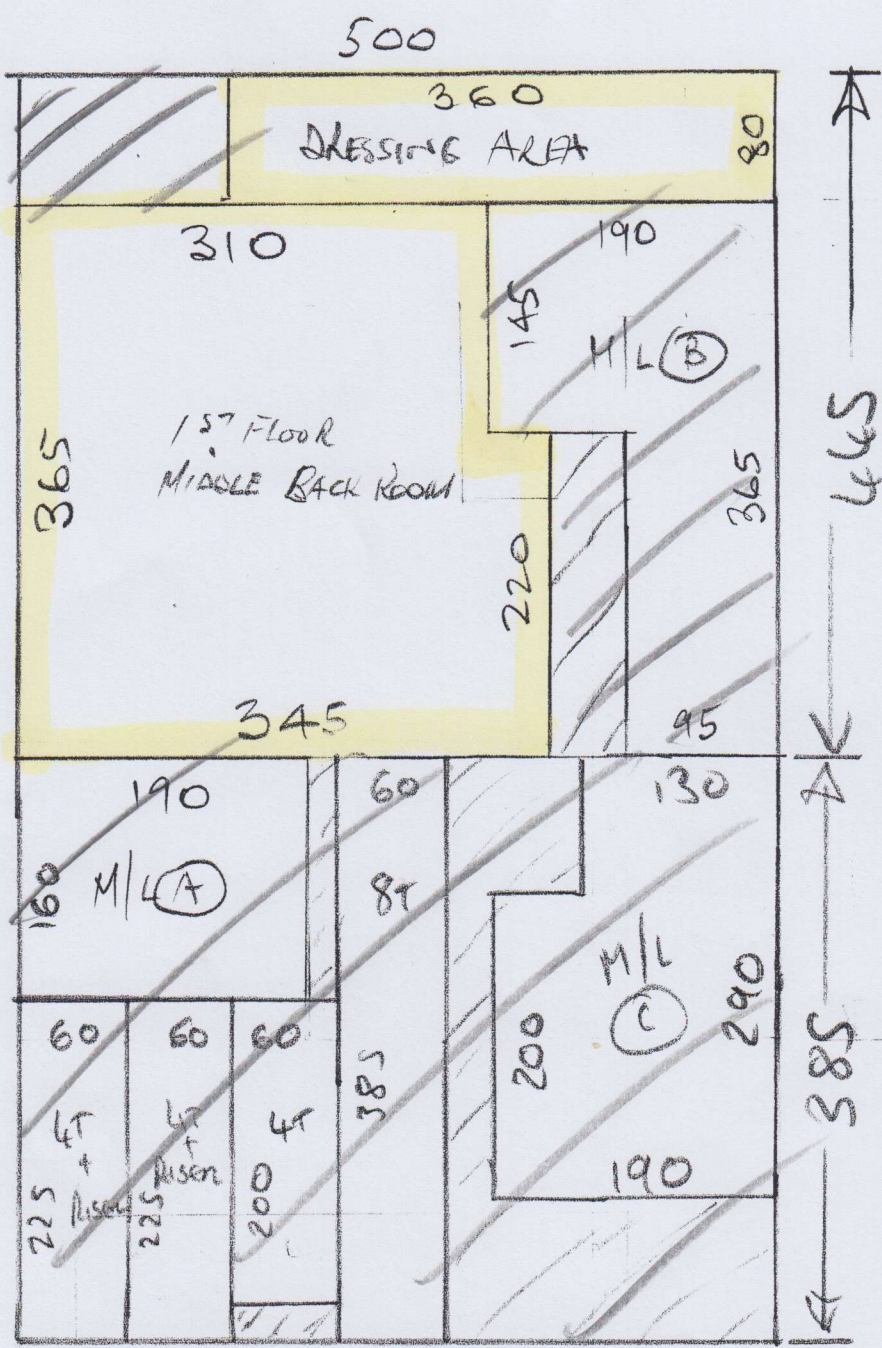 500
360
DRESSING AREA
80
310
190
145
M/L B
1ST FLOOR
MIDDLE BACK ROOM
365
365
445
220
345
95
190
60
130
160
M/L A
8T
M/L
C
60
60
60
200
290
385
385
4T
+
Riser
4T
+
Riser
4T
225
225
200
190